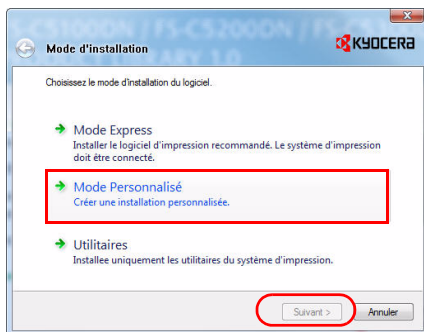 Mode d'installation
KYOCERA
Choisissez le mode d'installation du logiciel.
Mode Express
Installer le logiciel d'impression recommandé. Le système d'impression
doit être connecté.
Mode Personnalisé
Créer une installation personnalisée.
Utilitaires
Installee uniquement les utilitaires du système d'impression.
Suivant >
Annuler